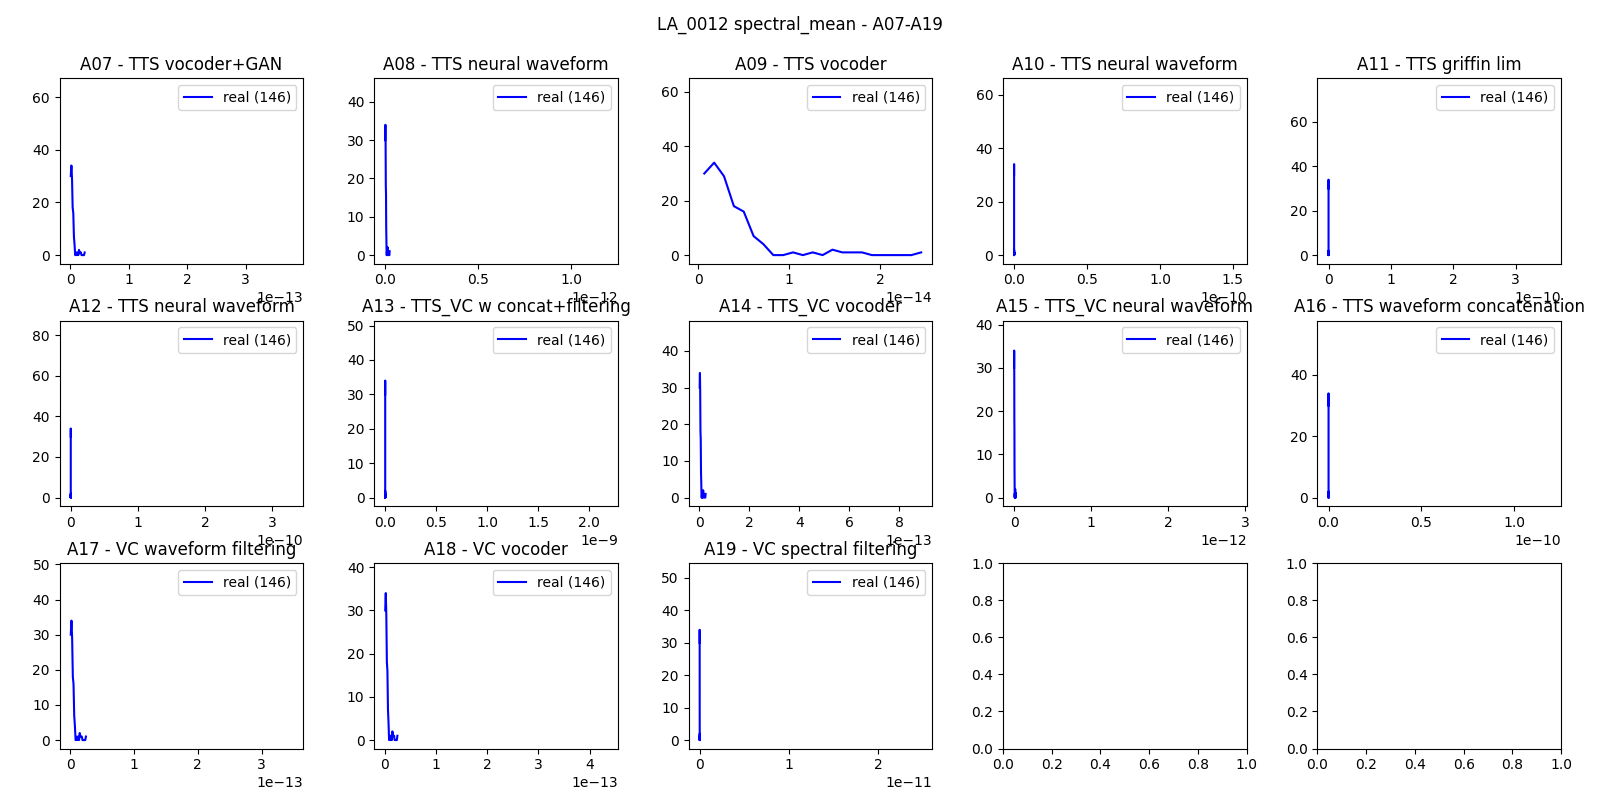 LA_0012 spectral_mean - A07-A19
A07 - TTS vocoder+GAN
60
40
20
0
real (146)
0 1 2 3
1e−13
A08 - TTS neural waveform
40
30
20
10
0
real (146)
0.0 0.5 1.0
1e−12
A09 - TTS vocoder
60
40
20
0
real (146)
0 1 2
1e−14
A10 - TTS neural waveform
60
40
20
0
real (146)
0.0 0.5 1.0 1.5
1e−10
A11 - TTS griffin lim
60
40
20
0
real (146)
0 1 2 3
1e−10
A12 - TTS neural waveform
80
60
40
20
0
real (146)
0 1 2 3
1e−10
A13 - TTS_VC w concat+filtering
50
40
30
20
10
0
real (146)
0.0 0.5 1.0 1.5 2.0
1e−9
A14 - TTS_VC vocoder
40
30
20
10
0
real (146)
0 2 4 6 8
1e−13
A15 - TTS_VC neural waveform
40
30
20
10
0
real (146)
0 1 2 3
1e−12
A16 - TTS waveform concatenation
40
20
0
real (146)
0.0 0.5 1.0
1e−10
A17 - VC waveform filtering
50
40
30
20
10
0
real (146)
0 1 2 3
1e−13
A18 - VC vocoder
40
30
20
10
0
real (146)
0 1 2 3 4
1e−13
A19 - VC spectral filtering
50
40
30
20
10
0
real (146)
0 1 2
1e−11
1.0
0.8
0.6
0.4
0.2
0.0
0.0 0.2 0.4 0.6 0.8 1.0
1.0
0.8
0.6
0.4
0.2
0.0
0.0 0.2 0.4 0.6 0.8 1.0